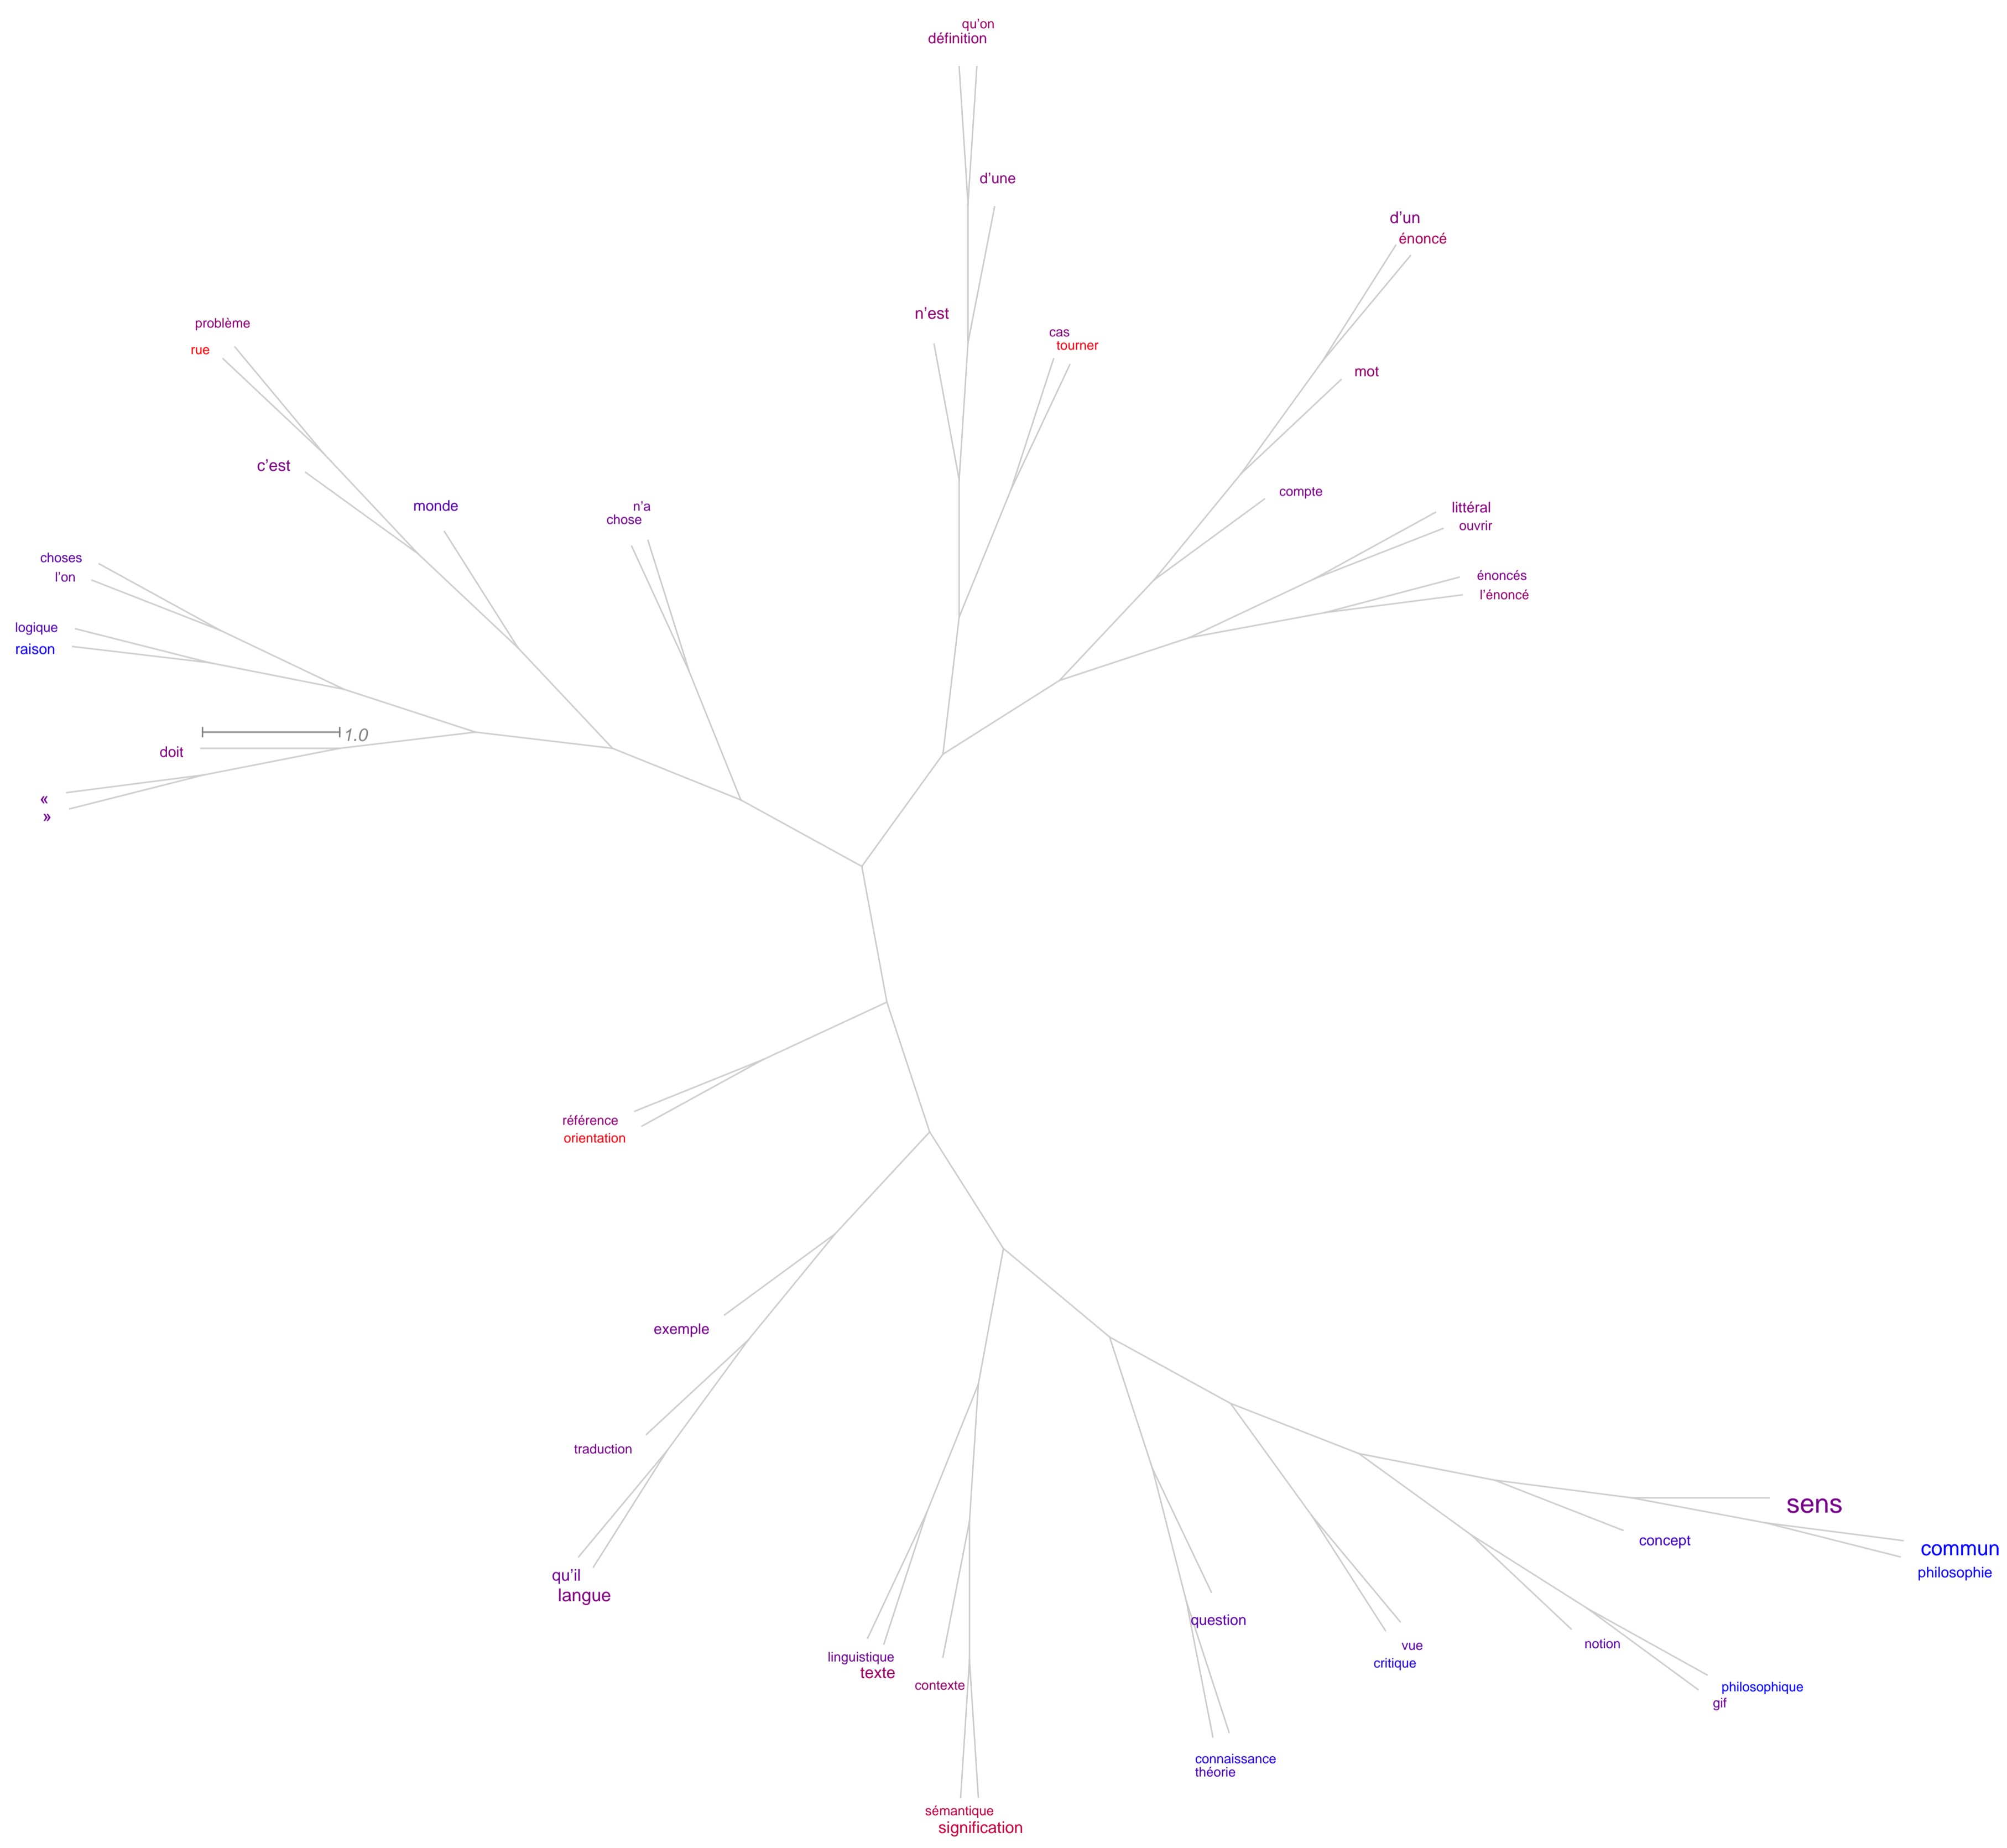 qu'on
définition
d'une
d'un
énoncé
n'est
problème
cas
tourner
rue
mot
c'est
compte
monde
n'a
littéral
chose
ouvrir
choses
l'on
énoncés
l'énoncé
logique
raison
1.0
doit
«
»
référence
orientation
exemple
traduction
sens
concept
commun
philosophie
qu'il
langue
question
linguistique
texte
vue
notion
critique
contexte
philosophique
gif
connaissance
théorie
sémantique
signification